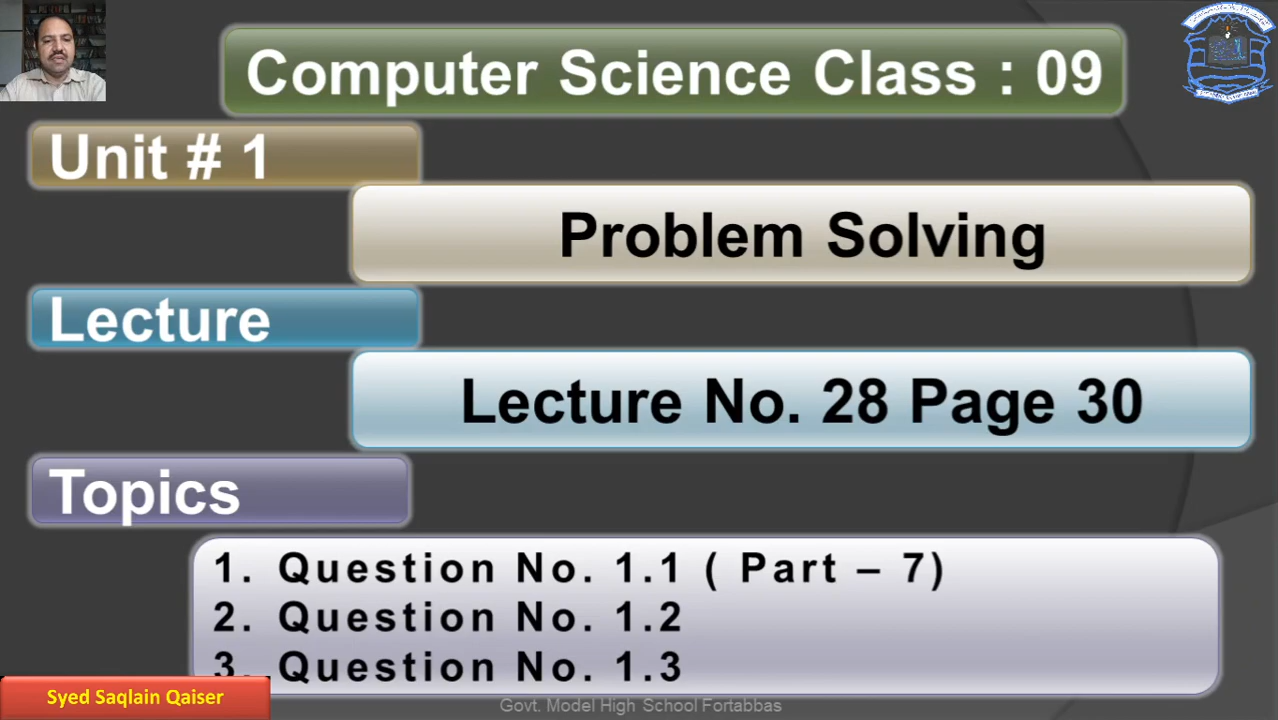 Computer Science Class : 09
Unit # 1
Problem Solving
Lecture
Lecture No. 28 Page 30
Topics
1. Question No. 1.1 ( Part – 7)
2. Question No. 1.2
3. Question No. 1.3
Syed Saqlain Qaiser
Govt. Model High School Fortabbas